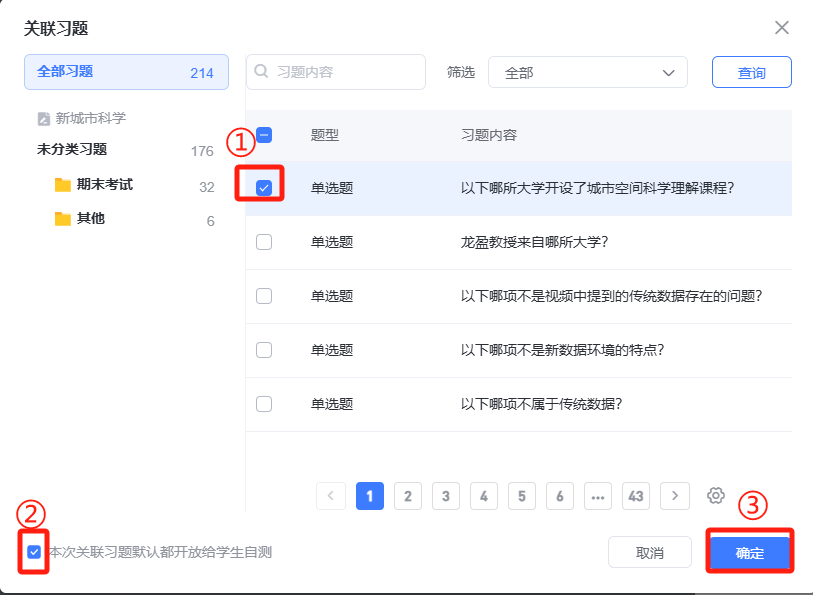 关联习题
全部习题 214
习题内容 筛选 全部 查询
新城市科学
未分类习题 176
期末考试 32
其他 6
① 题型 习题内容
单选题 以下哪所大学开设了城市空间科学理解课程?
单选题 龙盈教授来自哪所大学?
单选题 以下哪项不是视频中提到的传统数据存在的问题?
单选题 以下哪项不是新数据环境的特点?
单选题 以下哪项不属于传统数据?
< 1 2 3 4 5 6 ... 43 >
② ③
本次关联习题默认都开放给学生自测 取消 确定